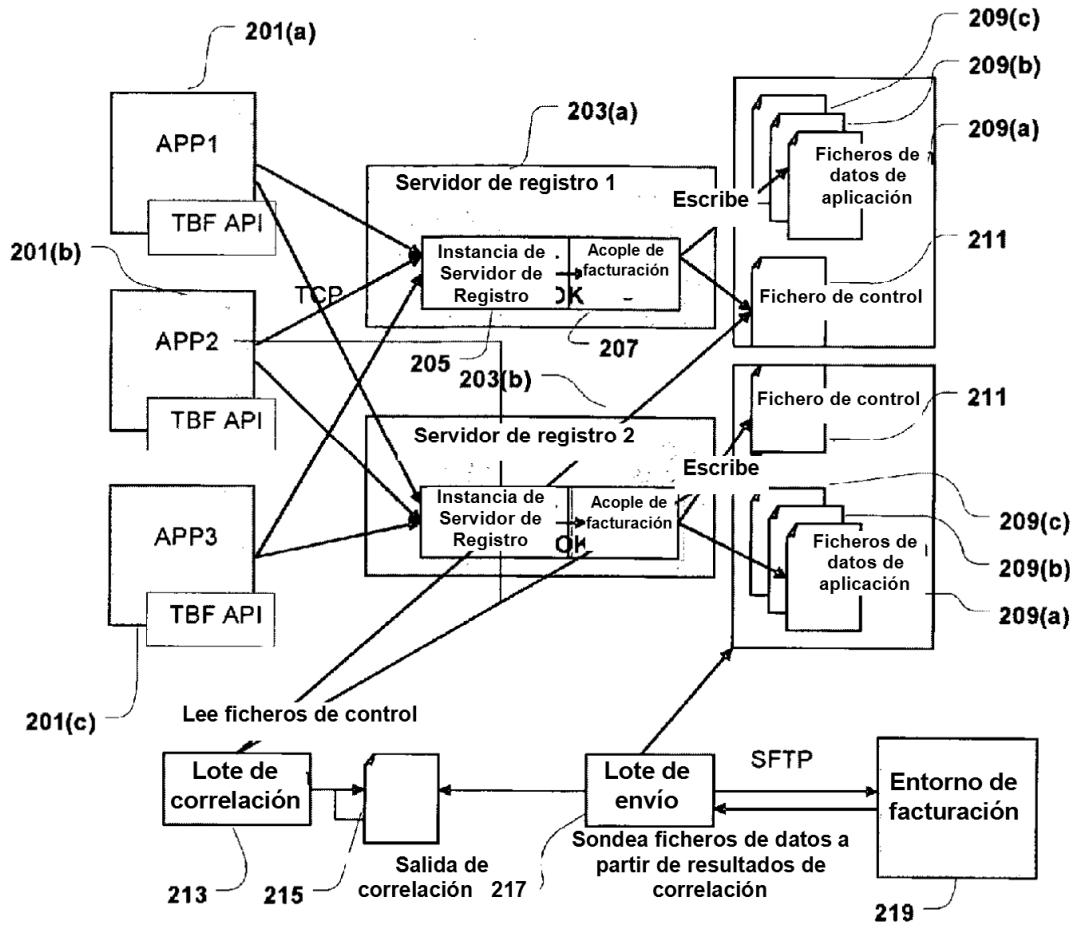 201(a)
209(c)
209(b)
209(a)
203(a)
APP1
TBF API
Servidor de registro 1
Escribe
Ficheros de
datos de
aplicación
201(b)
Instancia de
Servidor de
Registro
OK
Acople de
facturación
211
TCP
Fichero de control
APP2
TBF API
205
207
203(b)
Fichero de control
211
Servidor de registro 2
Escribe
APP3
TBF API
Instancia de
Servidor de
Registro
OK
Acople de
facturación
Ficheros de
datos de
aplicación
209(c)
209(b)
209(a)
201(c)
Lee ficheros de control
Lote de
correlación
Lote de
envío
SFTP
Entorno de
facturación
213
215
Salida de
correlación
217
Sondea ficheros de datos a
partir de resultados de
correlación
219